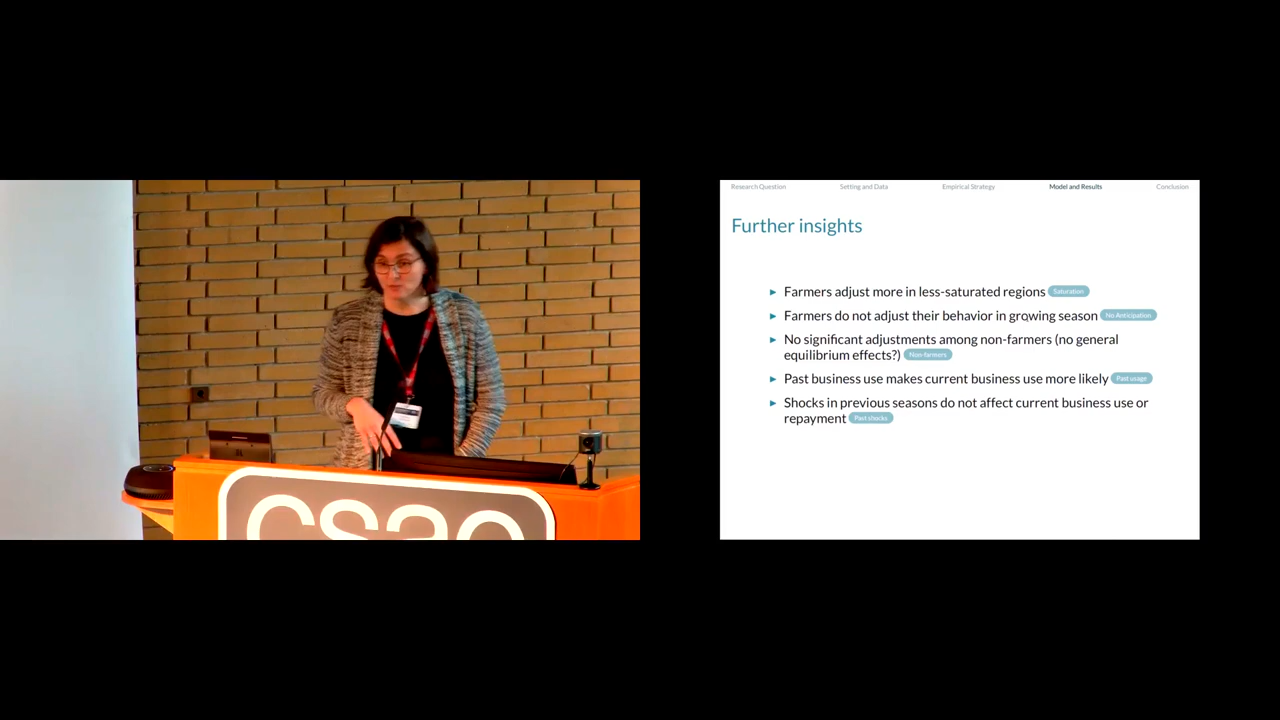 csae
Research Question Setting and Data Empirical Strategy Model and Results Conclusion
Further insights
► Farmers adjust more in less-saturated regions Saturation
► Farmers do not adjust their behavior in growing season No Anticipation
► No significant adjustments among non-farmers (no general
equilibrium effects?) Non-farmers
► Past business use makes current business use more likely Past usage
► Shocks in previous seasons do not affect current business use or
repayment Past shocks